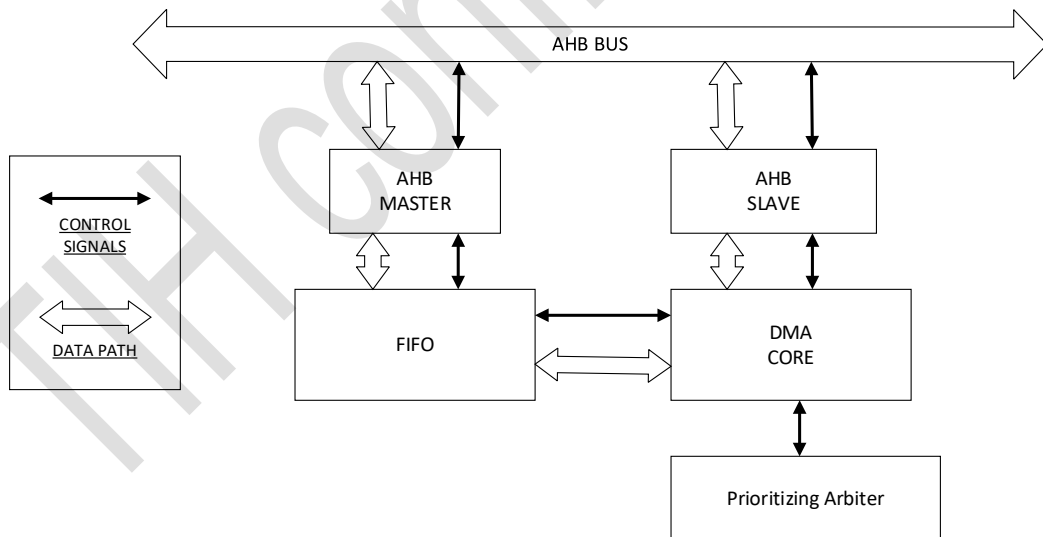 AHB BUS
AHB
MASTER
AHB
SLAVE
CONTROL
SIGNALS
DATA PATH
FIFO
DMA
CORE
Prioritizing Arbiter